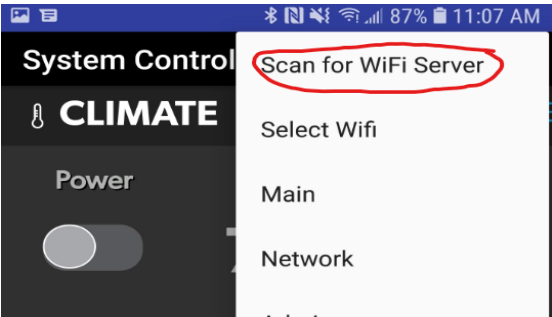 87% 11:07 AM
System Control
Scan for WiFi Server
CLIMATE
Select Wifi
Power
Main
Network